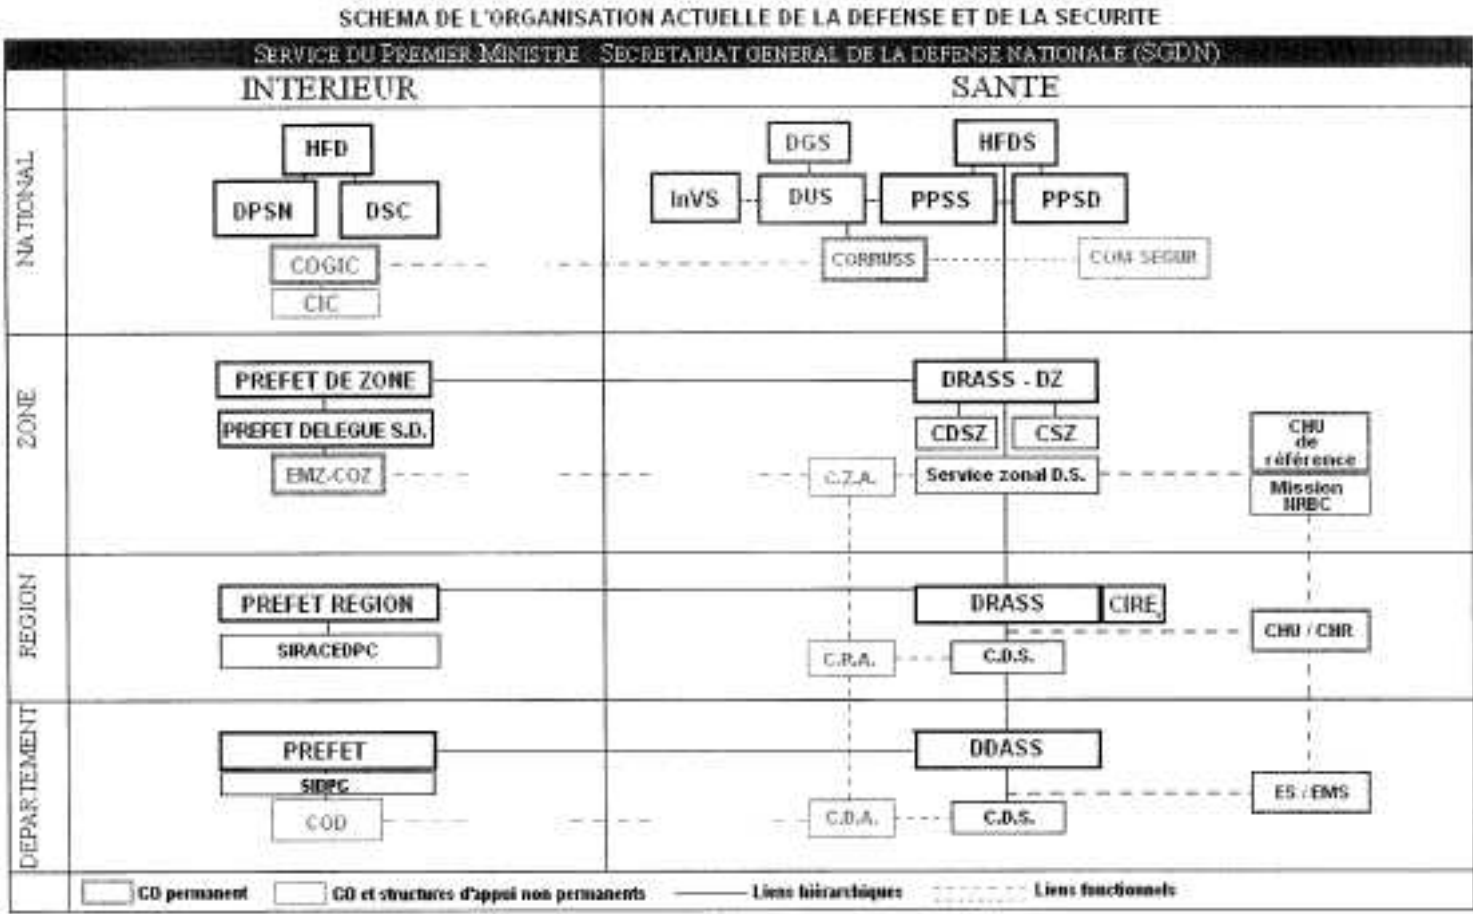 SCHEMA DE L'ORGANISATION ACTUELLE DE LA DEFENSE ET DE LA SECURITE
SERVICE DU PREMIER MINISTRE SECRETARIAT GENERAL DE LA DEFENSE NATIONALE (SGDN)
INTERIEUR
SANTE
NATIONAL
HFD
DPSN
DSC
COGIC
CIC
DGS
HFDS
InVS
DUS
PPSS
PPSD
CORRUSS
COM SEGUR
ZONE
PREFET DE ZONE
PREFET DELEGUE S.D.
EMZ-COZ
DRASS - DZ
CDSZ
CSZ
C.Z.A.
Service zonal D.S.
CHU
de
référence
Mission
NRBC
REGION
PREFET REGION
SIRACEDPC
DRASS
CIRE
C.R.A.
C.D.S.
CHU / CHR
DEPARTEMENT
PREFET
SIDPC
COD
DDASS
C.D.A.
C.D.S.
ES / EMS
CO permanent
CO et structures d'appui non permanents
Liens hiérarchiques
Liens fonctionnels